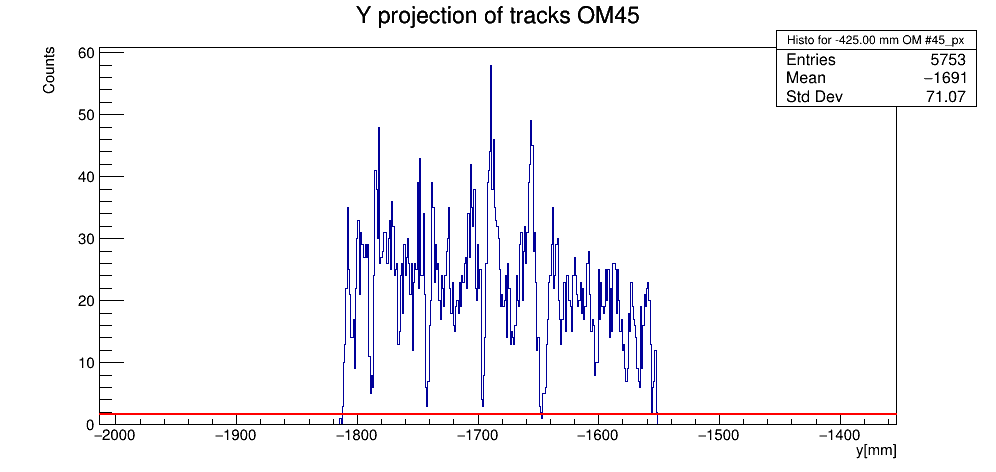 Y projection of tracks OM45
Histo for -425.00 mm OM #45_px
Entries 5753
Mean −1691
Std Dev 71.07
Counts
60
50
40
30
20
10
0
−2000 −1900 −1800 −1700 −1600 −1500 −1400
y[mm]